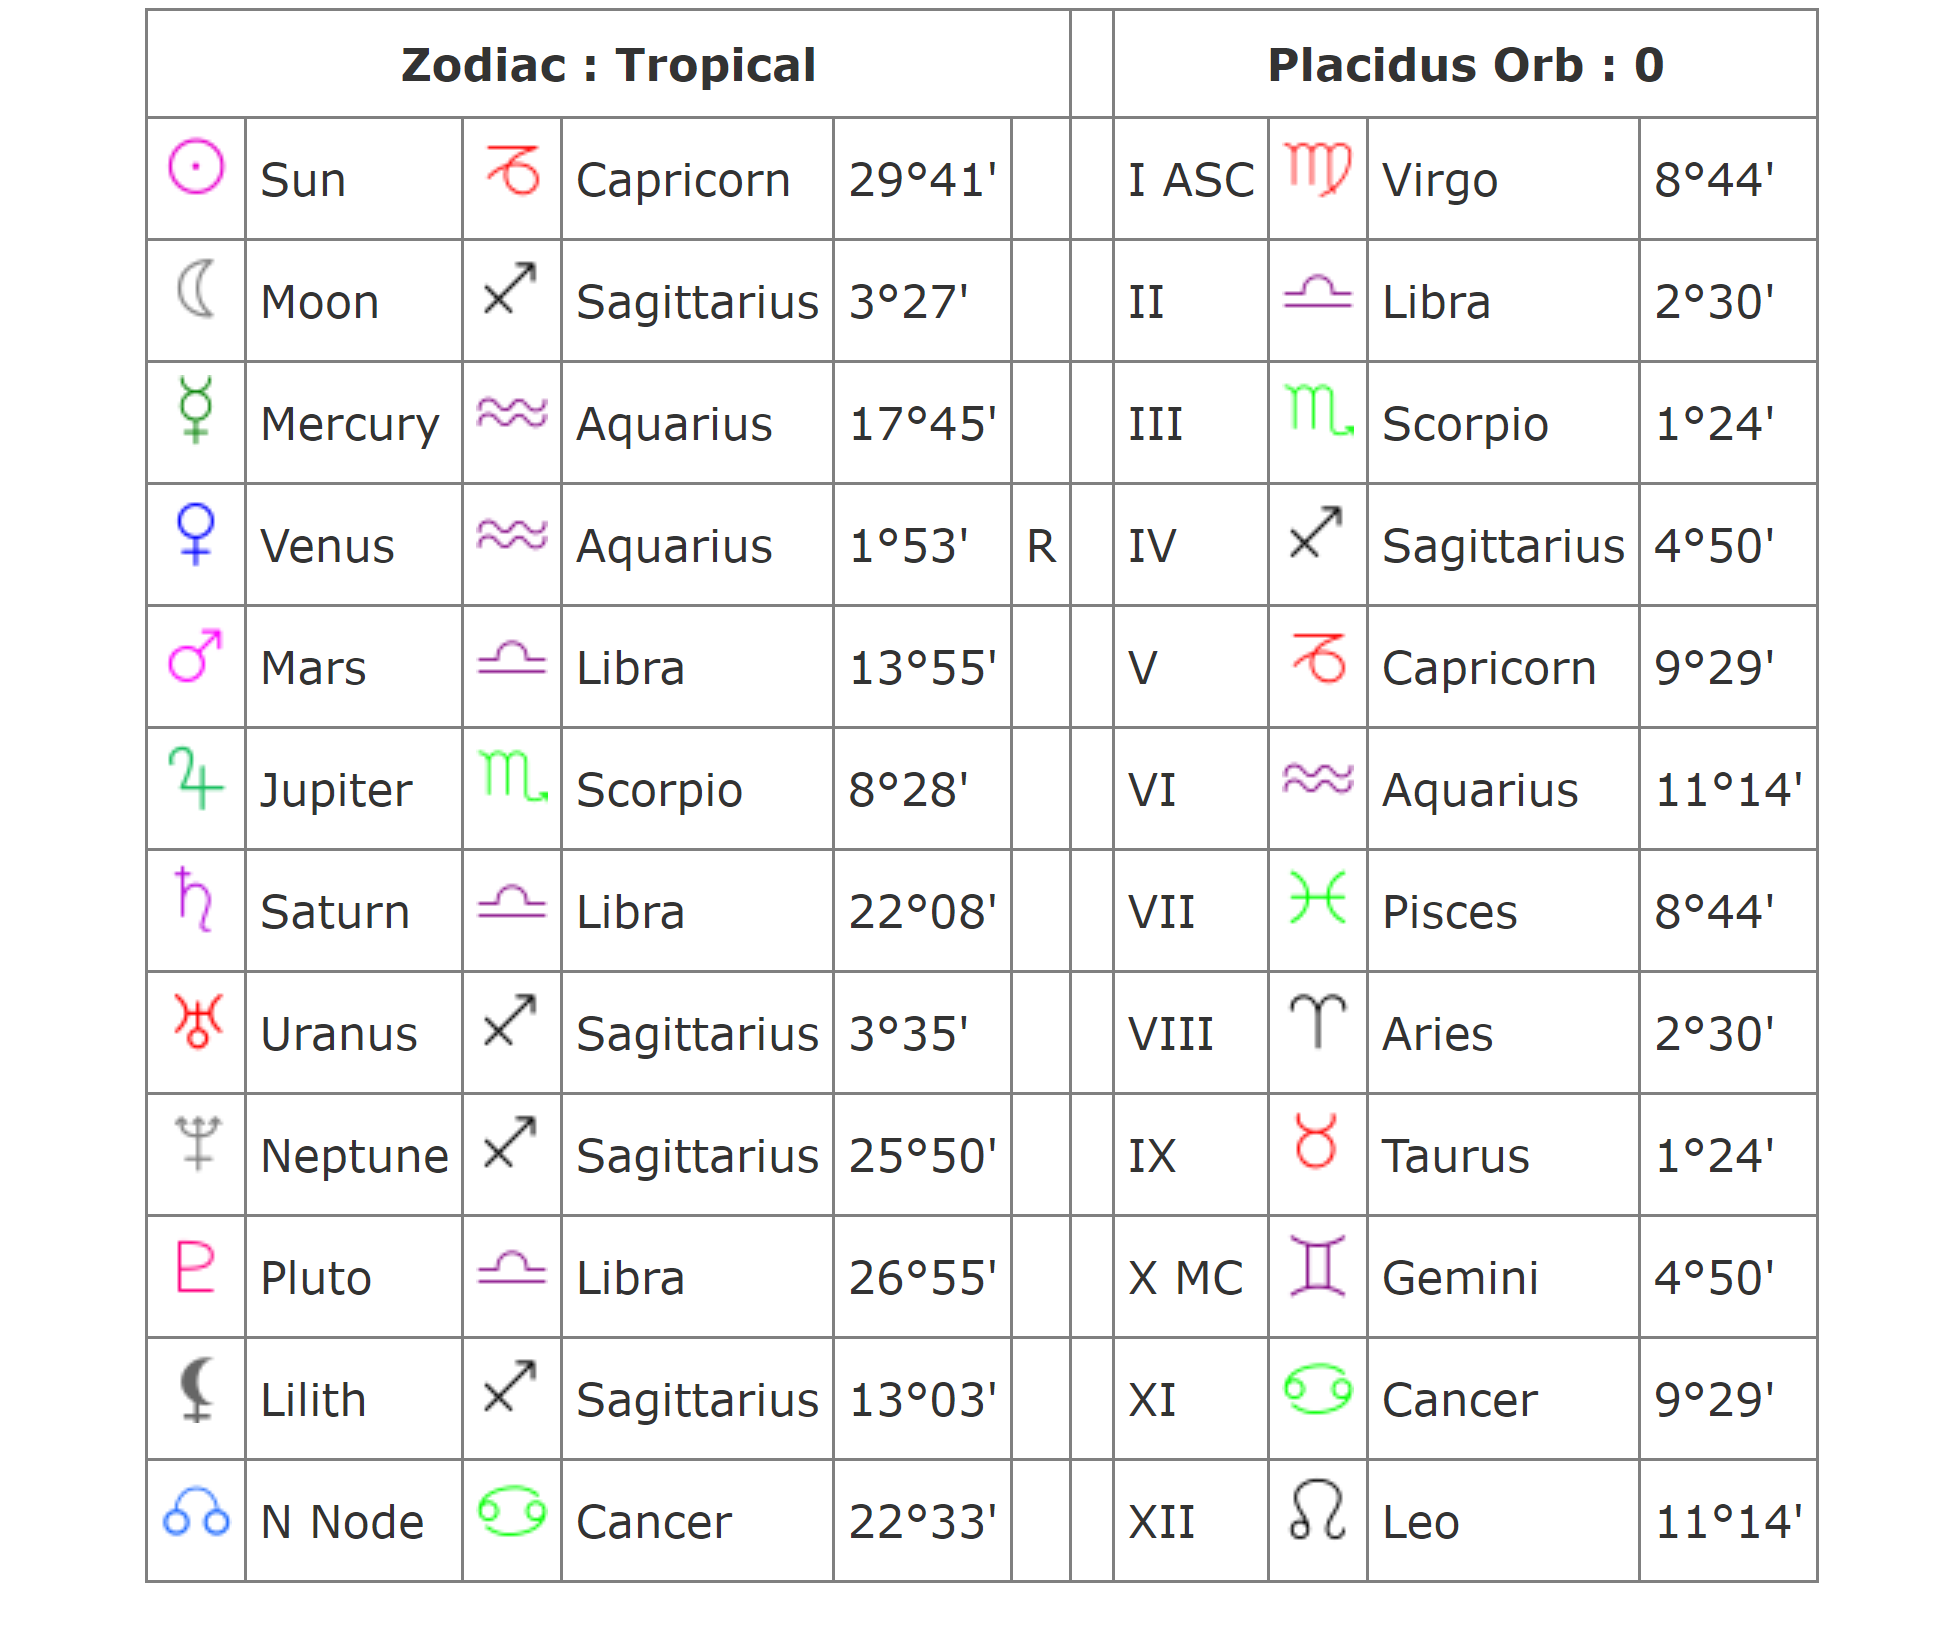 Zodiac : Tropical Placidus Orb : 0
Sun Capricorn 29°41' I ASC Virgo 8°44'
Moon Sagittarius 3°27' II Libra 2°30'
Mercury Aquarius 17°45' III Scorpio 1°24'
Venus Aquarius 1°53' R IV Sagittarius 4°50'
Mars Libra 13°55' V Capricorn 9°29'
Jupiter Scorpio 8°28' VI Aquarius 11°14'
Saturn Libra 22°08' VII Pisces 8°44'
Uranus Sagittarius 3°35' VIII Aries 2°30'
Neptune Sagittarius 25°50' IX Taurus 1°24'
Pluto Libra 26°55' X MC Gemini 4°50'
Lilith Sagittarius 13°03' XI Cancer 9°29'
N Node Cancer 22°33' XII Leo 11°14'